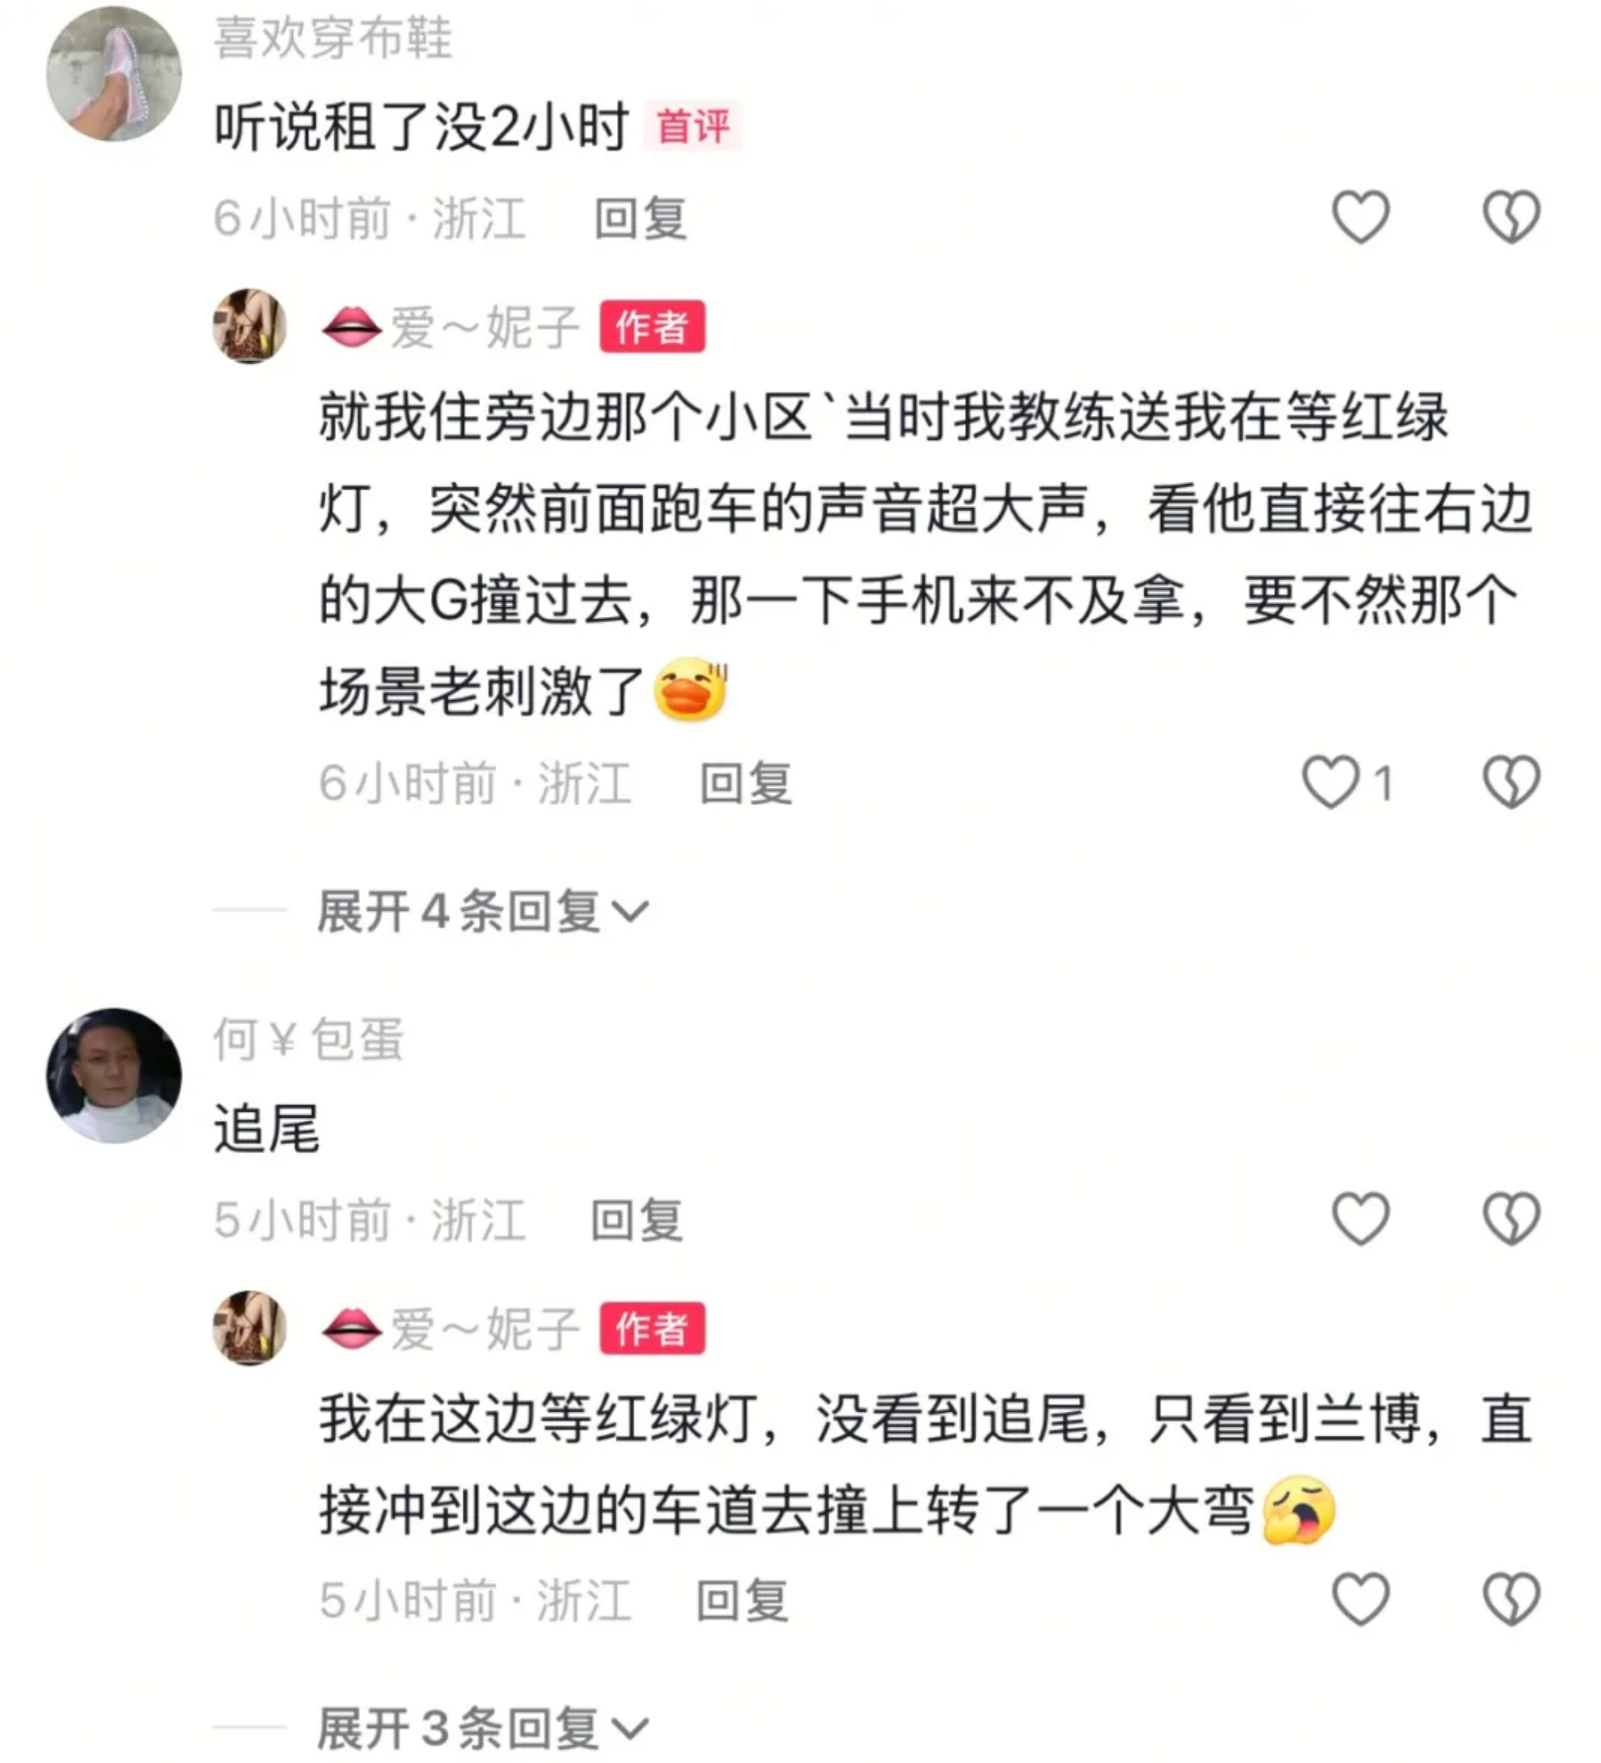 喜欢穿布鞋
听说租了没2小时 首评
6小时前 · 浙江 回复
爱～妮子 作者
就我住旁边那个小区`当时我教练送我在等红绿
灯，突然前面跑车的声音超大声，看他直接往右边
的大G撞过去，那一下手机来不及拿，要不然那个
场景老刺激了
6小时前 · 浙江 回复 1
展开4条回复
何￥包蛋
追尾
5小时前 · 浙江 回复
爱～妮子 作者
我在这边等红绿灯，没看到追尾，只看到兰博，直
接冲到这边的车道去撞上转了一个大弯
5小时前 · 浙江 回复
展开3条回复